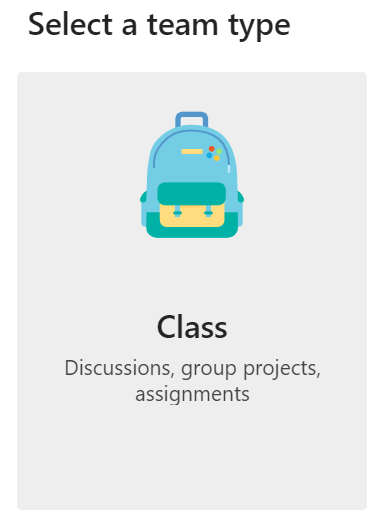 Select a team type
Class
Discussions, group projects,
assignments